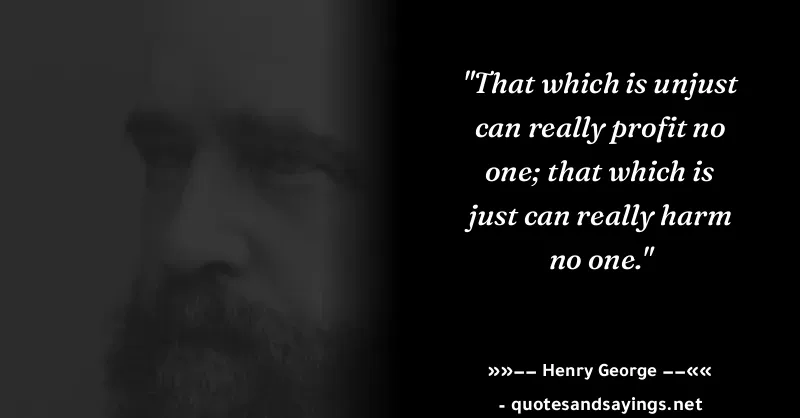 "That which is unjust
can really profit no
one; that which is
just can really harm
no one."
»»–– Henry George ––««
- quotesandsayings.net